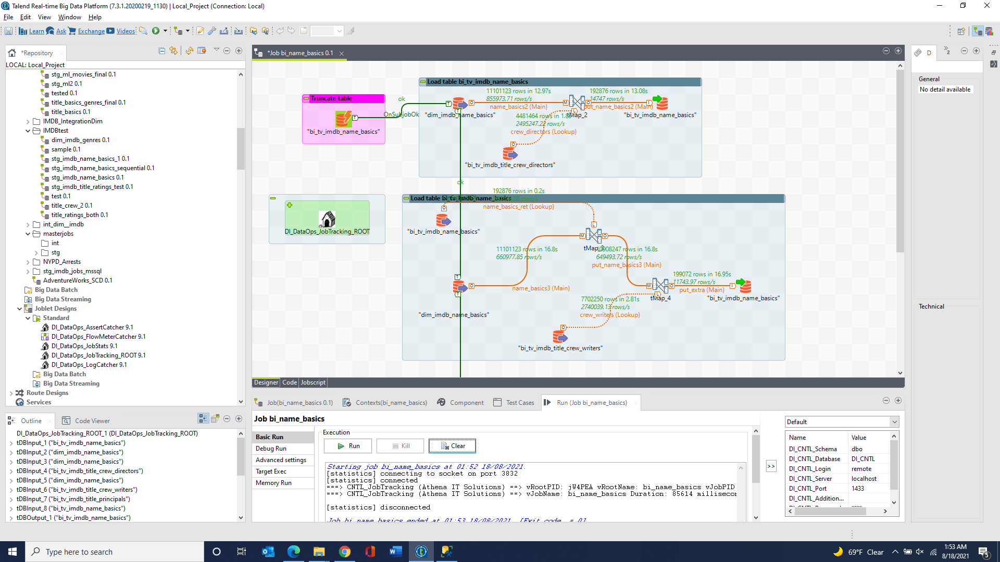 Talend Real-time Big Data Platform (7.3.1.20200219_1130) | Local_Project (Connection: Local)
File Edit View Window Help
Learn Ask Exchange Videos
*Repository
LOCAL: Local_Project
stg_ml_movies_final 0.1
stg_ml2 0.1
tested 0.1
title_basics_genres_final 0.1
title_basics 0.1
IMDB_IntegrationDim
IMDBtest
dim_imdb_genres 0.1
sample 0.1
stg_imdb_name_basics_1 0.1
stg_imdb_name_basics_sequential 0.1
stg_imdb_name_basics 0.1
stg_imdb_title_ratings_test 0.1
test 0.1
title_crew_2 0.1
title_ratings_both 0.1
int_dim__imdb
masterjobs
int
stg
NYPD_Arrests
stg_imdb_jobs_mssql
AdventureWorks_SCD 0.1
Big Data Batch
Big Data Streaming
Joblet Designs
Standard
DI_DataOps_AssertCatcher 9.1
DI_DataOps_FlowMeterCatcher 9.1
DI_DataOps_JobStats 9.1
DI_DataOps_JobTracking_ROOT 9.1
DI_DataOps_LogCatcher 9.1
Big Data Batch
Big Data Streaming
Route Designs
Services
Outline Code Viewer
DI_DataOps_JobTracking_ROOT_1 (DI_DataOps_JobTracking_ROOT)
tDBInput_1 ("bi_tv_imdb_name_basics")
tDBInput_2 ("dim_imdb_name_basics")
tDBInput_3 ("dim_imdb_name_basics")
tDBInput_4 ("bi_tv_imdb_title_crew_directors")
tDBInput_5 ("dim_imdb_name_basics")
tDBInput_6 ("bi_tv_imdb_title_crew_writers")
tDBInput_7 ("bi_tv_imdb_title_principals")
tDBInput_8 ("bi_tv_imdb_name_basics")
tDBOutput_1 ("bi_tv_imdb_name_basics")
*Job bi_name_basics 0.1
Truncate table
"bi_tv_imdb_name_basics"
ok
OnSubjobOk
Load table bi_tv_imdb_name_basics
11101123 rows in 12.97s
855973.71 rows/s
name_basics2 (Main)
192876 rows in 13.08s
14747 rows/s
put_name_basics2 (Main)
"dim_imdb_name_basics"
tMap_2
"bi_tv_imdb_name_basics"
4481464 rows in 1.8s
2495247.22 rows/s
crew_directors (Lookup)
"bi_tv_imdb_title_crew_directors"
ok
192876 rows in 0.2s
Load table bi_tv_imdb_name_basics
name_basics_ret (Lookup)
DI_DataOps_JobTracking_ROOT
"bi_tv_imdb_name_basics"
tMap_3
11101123 rows in 16.8s
660977.85 rows/s
10908247 rows in 16.8s
649493.72 rows/s
put_name_basics3 (Main)
name_basics3 (Main)
199072 rows in 16.95s
11743.97 rows/s
put_extra (Main)
tMap_4
"bi_tv_imdb_name_basics"
"dim_imdb_name_basics"
7702250 rows in 2.81s
2740039.13 rows/s
crew_writers (Lookup)
"bi_tv_imdb_title_crew_writers"
Designer Code Jobscript
Job(bi_name_basics 0.1) Contexts(bi_name_basics) Component Test Cases Run (Job bi_name_basics)
Job bi_name_basics
Basic Run
Debug Run
Advanced settings
Target Exec
Memory Run
Execution
Run Kill Clear
Starting job bi_name_basics at 01:52 18/08/2021.
[statistics] connecting to socket on port 3832
[statistics] connected
===> CNTL_JobTracking (Athena IT Solutions) ==> vRootPID: jW4PEA vRootName: bi_name_basics vJobPID
===> CNTL_JobTracking (Athena IT Solutions) ==> vJobName: bi_name_basics Duration: 85614 millisecor
[statistics] disconnected
Job bi_name_basics ended at 01:53 18/08/2021. [Exit code = 0]
>>
Default
Name Value
DI_CNTL_Schema dbo
DI_CNTL_Database DI_CNTL
DI_CNTL_Login remote
DI_CNTL_Server localhost
DI_CNTL_Port 1433
DI_CNTL_Addition...
D
General
No detail available
Technical
Type here to search
69°F Clear
1:53 AM
8/18/2021
5